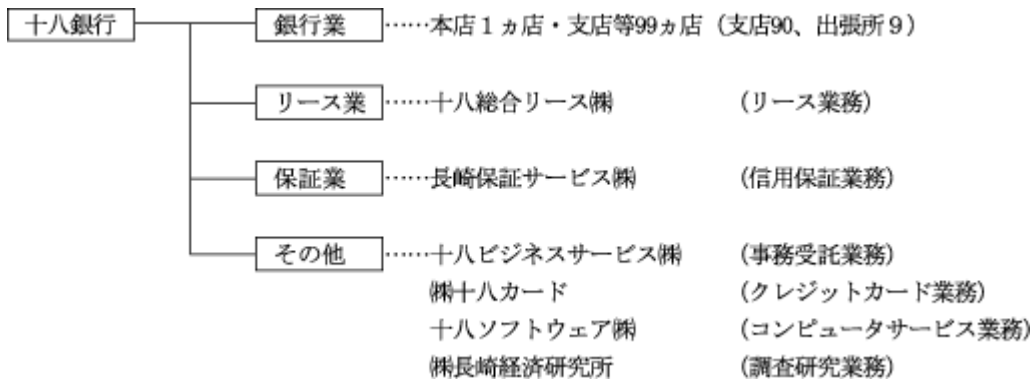 十八銀行 銀行業 ……本店１ヵ店・支店等99ヵ店（支店90、出張所９）
リース業 ……十八総合リース㈱ （リース業務）
保証業 ……長崎保証サービス㈱ （信用保証業務）
その他 ……十八ビジネスサービス㈱ （事務受託業務）
㈱十八カード （クレジットカード業務）
十八ソフトウェア㈱ （コンピュータサービス業務）
㈱長崎経済研究所 （調査研究業務）